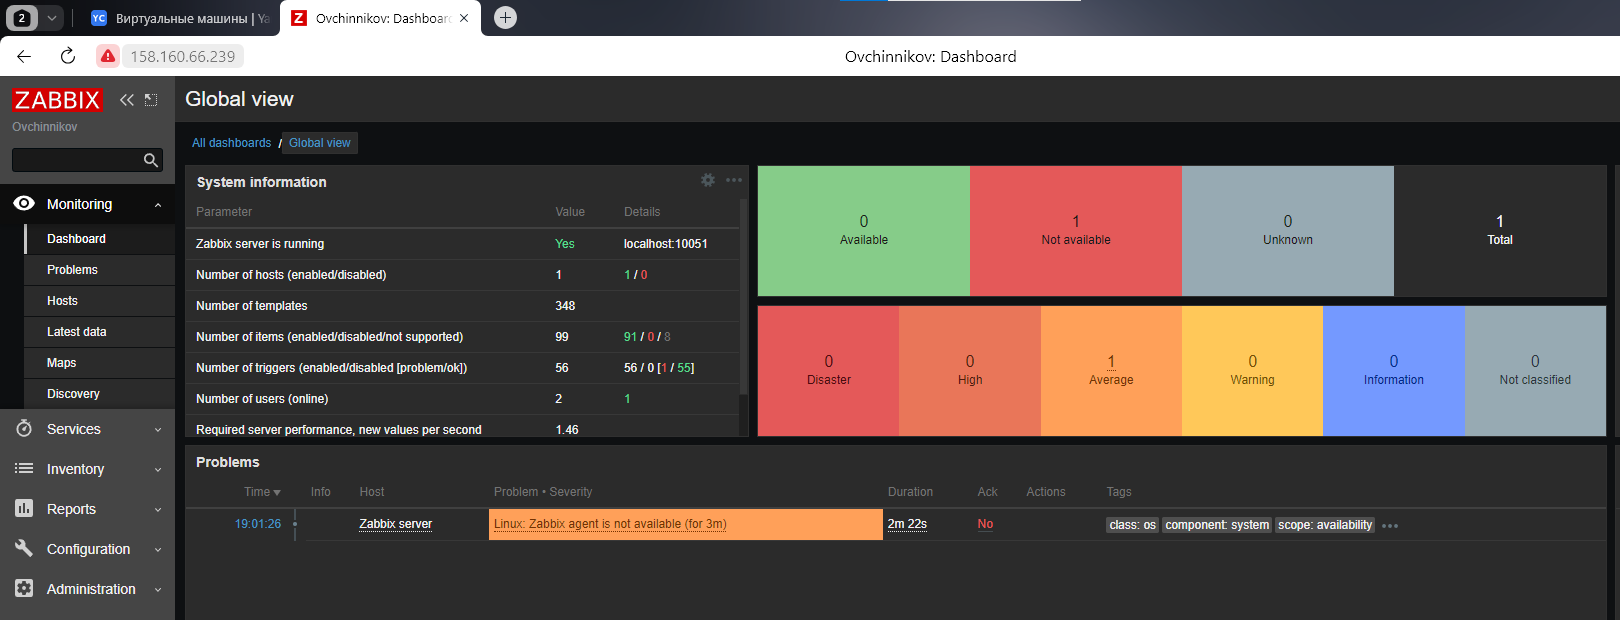 2
YC Виртуальные машины | Ya
Z Ovchinnikov: Dashboard
158.160.66.239
Ovchinnikov: Dashboard
ZABBIX
Ovchinnikov
Monitoring
Dashboard
Problems
Hosts
Latest data
Maps
Discovery
Services
Inventory
Reports
Configuration
Administration
Global view
All dashboards / Global view
System information
Parameter Value Details
Zabbix server is running Yes localhost:10051
Number of hosts (enabled/disabled) 1 1 / 0
Number of templates 348
Number of items (enabled/disabled/not supported) 99 91 / 0 / 8
Number of triggers (enabled/disabled [problem/ok]) 56 56 / 0 [1 / 55]
Number of users (online) 2 1
Required server performance, new values per second 1.46
0 1 0 1
Available Not available Unknown Total
0 0 1 0 0 0
Disaster High Average Warning Information Not classified
Problems
Time Info Host Problem • Severity Duration Ack Actions Tags
19:01:26 Zabbix server Linux: Zabbix agent is not available (for 3m) 2m 22s No class: os component: system scope: availability